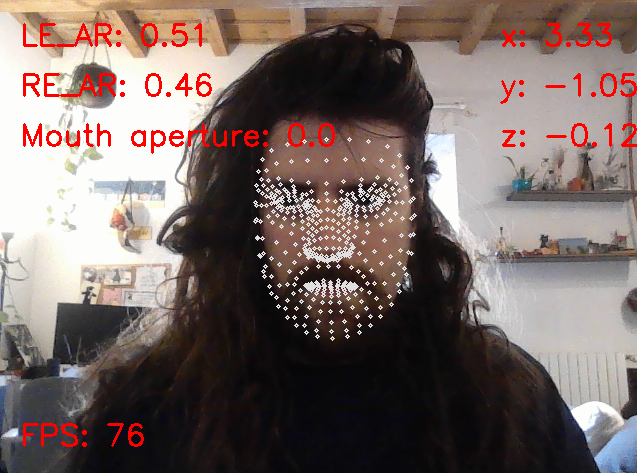 LE_AR: 0.51
RE_AR: 0.46
Mouth aperture: 0.0
x: 3.33
y: -1.05
z: -0.12
FPS: 76